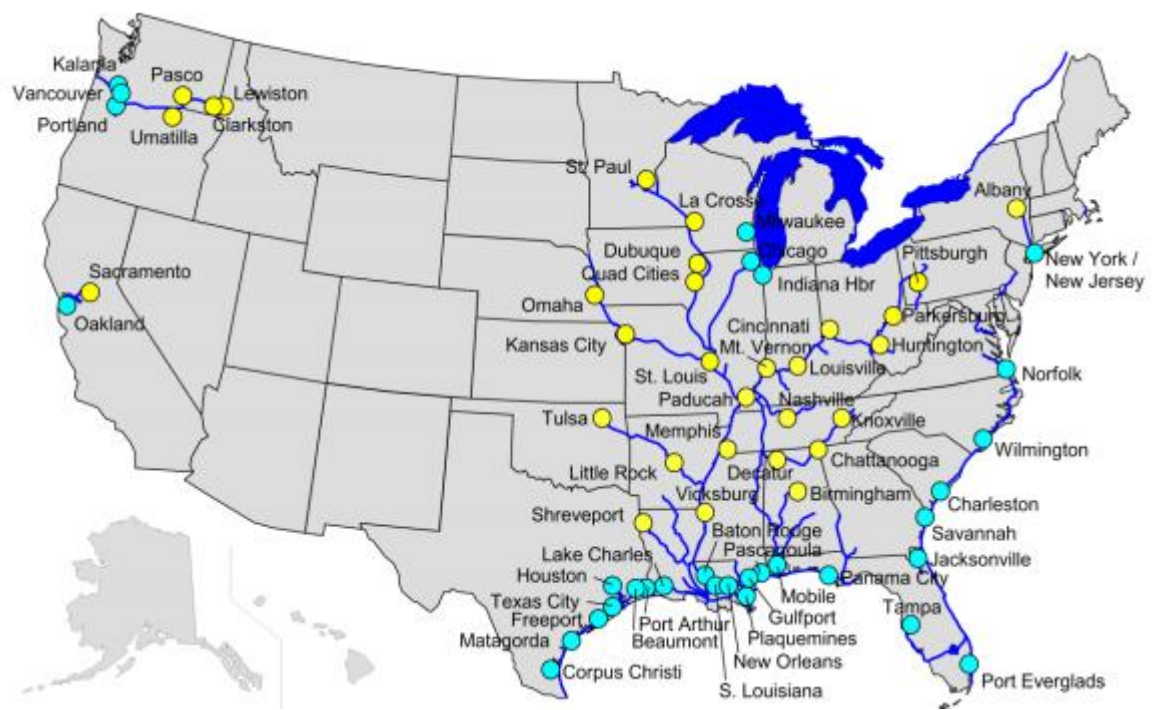 Kalama
Vancouver
Portland
Pasco
Lewiston
Umatilla
Clarkston
Sacramento
Oakland
St. Paul
La Crosse
Milwaukee
Dubuque
Chicago
Quad Cities
Indiana Hbr
Omaha
Kansas City
St. Louis
Albany
New York /
New Jersey
Pittsburgh
Parkersburg
Cincinnati
Huntington
Mt. Vernon
Louisville
Norfolk
Paducah
Nashville
Knoxville
Tulsa
Memphis
Wilmington
Little Rock
Decatur
Chattanooga
Vicksburg
Birmingham
Charleston
Shreveport
Baton Rouge
Savannah
Lake Charles
Pascagoula
Jacksonville
Houston
Panama City
Texas City
Mobile
Tampa
Freeport
Port Arthur
Gulfport
Matagorda
Beaumont
Plaquemines
New Orleans
Corpus Christi
S. Louisiana
Port Everglads